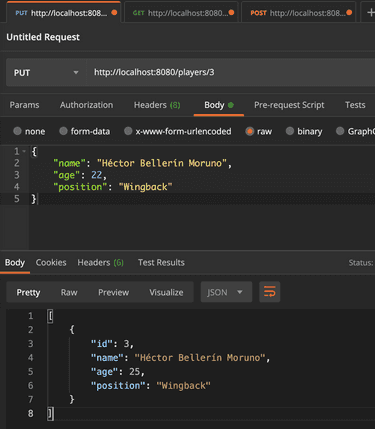 PUT http://localhost:808...
GET http://localhost:8080...
POST http://localhost:808...
Untitled Request
PUT http://localhost:8080/players/3
Params Authorization Headers (8) Body Pre-request Script Tests
none form-data x-www-form-urlencoded raw binary Graph
1 {
2 "name": "Héctor Bellerín Moruno",
3 "age": 22,
4 "position": "Wingback"
5 }
Body Cookies Headers (6) Test Results Status:
Pretty Raw Preview Visualize JSON
1 [
2 {
3 "id": 3,
4 "name": "Héctor Bellerín Moruno",
5 "age": 25,
6 "position": "Wingback"
7 }
8 ]